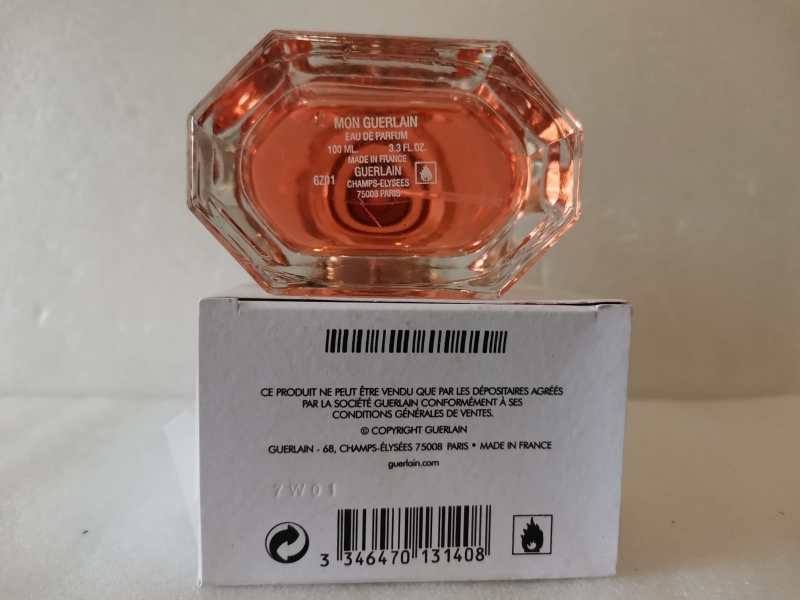 MON GUERLAIN
EAU DE PARFUM
100 ML. 3.3 FL.OZ.
MADE IN FRANCE
GUERLAIN
6Z01 CHAMPS-ELYSEES
75008 PARIS
CE PRODUIT NE PEUT ÊTRE VENDU QUE PAR LES DÉPOSITAIRES AGRÉÉS
PAR LA SOCIÉTÉ GUERLAIN CONFORMÉMENT À SES
CONDITIONS GÉNÉRALES DE VENTES.
© COPYRIGHT GUERLAIN
GUERLAIN - 68, CHAMPS-ÉLYSÉES 75008 PARIS • MADE IN FRANCE
guerlain.com
7W01
3 346470 131408